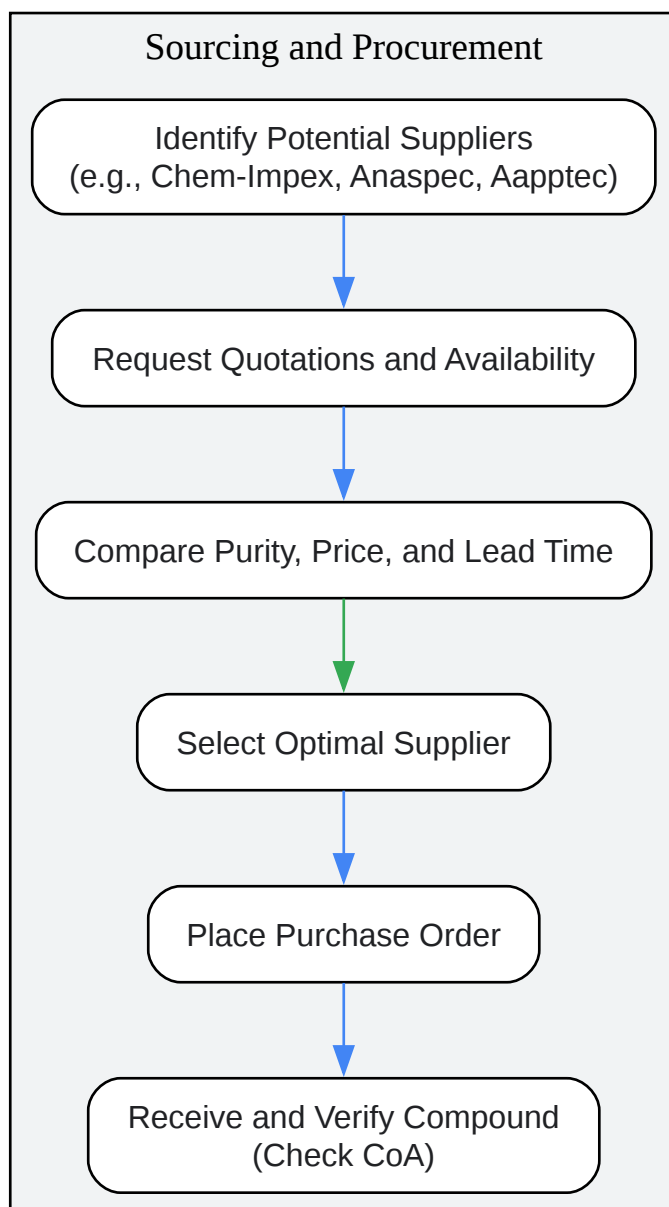 Sourcing and Procurement
Identify Potential Suppliers
(e.g., Chem-Impex, Anaspec, Aapptec)
Request Quotations and Availability
Compare Purity, Price, and Lead Time
Select Optimal Supplier
Place Purchase Order
Receive and Verify Compound
(Check CoA)